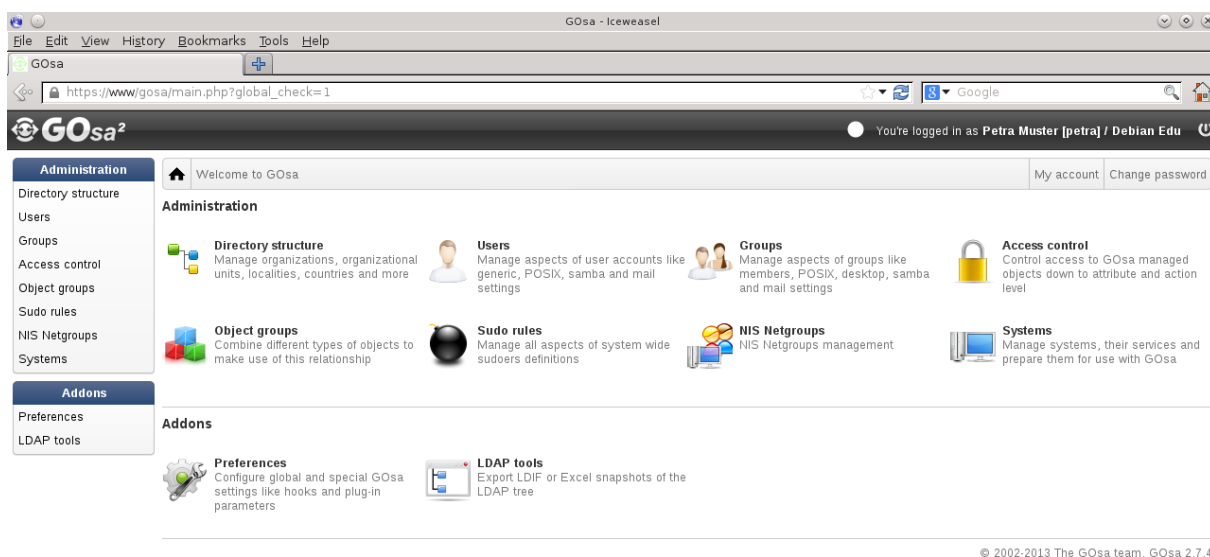 GOsa - Iceweasel
File Edit View History Bookmarks Tools Help
GOsa
https://www/gosa/main.php?global_check=1
Google
GOsa²
You're logged in as Petra Muster [petra] / Debian Edu
Administration
Directory structure
Users
Groups
Access control
Object groups
Sudo rules
NIS Netgroups
Systems
Addons
Preferences
LDAP tools
Welcome to GOsa
My account
Change password
Administration
Directory structure
Manage organizations, organizational
units, localities, countries and more
Users
Manage aspects of user accounts like
generic, POSIX, samba and mail
settings
Groups
Manage aspects of groups like
members, POSIX, desktop, samba
and mail settings
Access control
Control access to GOsa managed
objects down to attribute and action
level
Object groups
Combine different types of objects to
make use of this relationship
Sudo rules
Manage all aspects of system wide
sudoers definitions
NIS Netgroups
NIS Netgroups management
Systems
Manage systems, their services and
prepare them for use with GOsa
Addons
Preferences
Configure global and special GOsa
settings like hooks and plug-in
parameters
LDAP tools
Export LDIF or Excel snapshots of the
LDAP tree
© 2002-2013 The GOsa team, GOsa 2.7.4